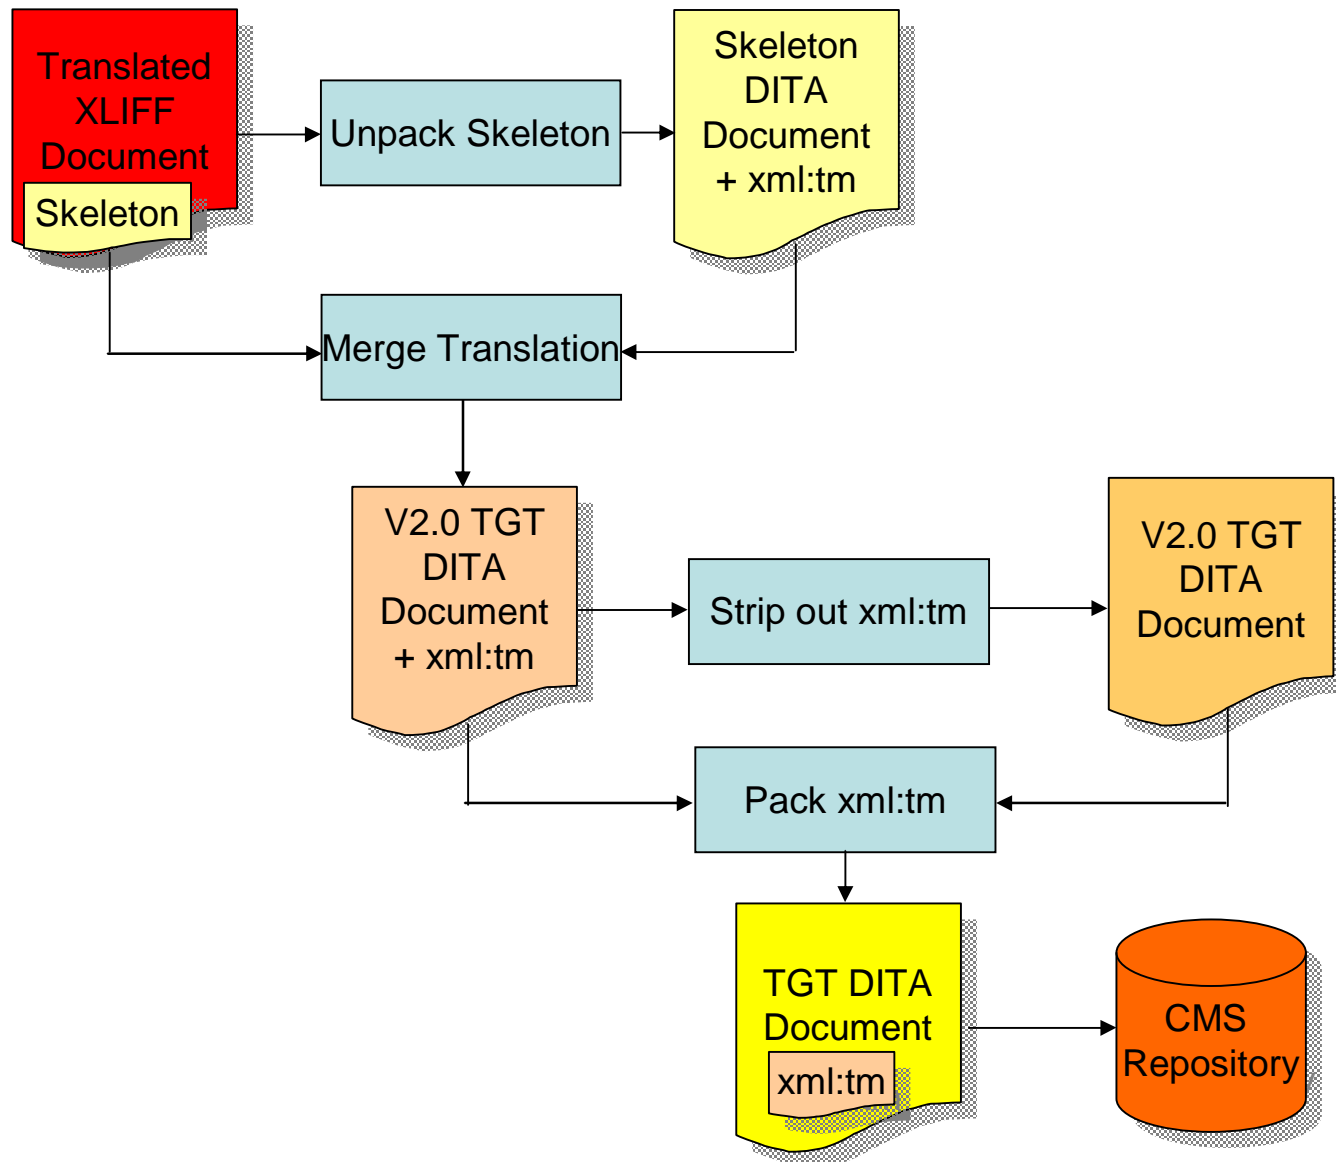 Translated
XLIFF
Document
Skeleton
Unpack Skeleton
Skeleton
DITA
Document
+ xml:tm
Merge Translation
V2.0 TGT
DITA
Document
+ xml:tm
Strip out xml:tm
V2.0 TGT
DITA
Document
Pack xml:tm
TGT DITA
Document
xml:tm
CMS
Repository